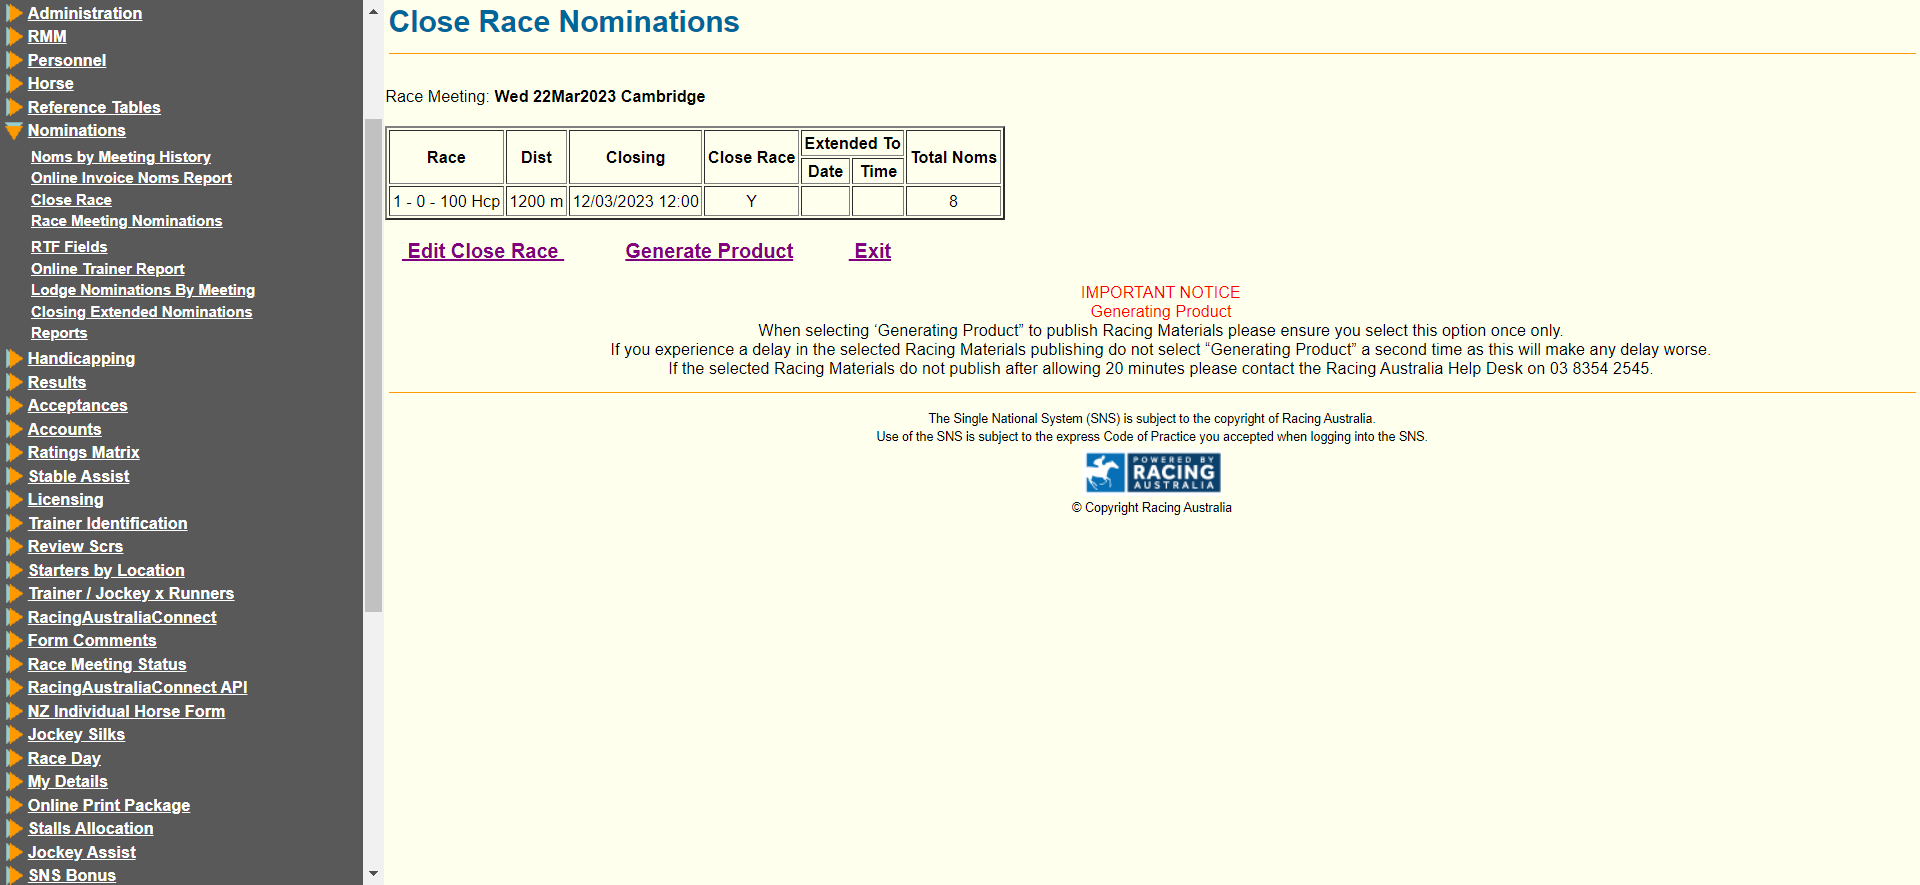 Administration
RMM
Personnel
Horse
Reference Tables
Nominations
Noms by Meeting History
Online Invoice Noms Report
Close Race
Race Meeting Nominations
RTF Fields
Online Trainer Report
Lodge Nominations By Meeting
Closing Extended Nominations
Reports
Handicapping
Results
Acceptances
Accounts
Ratings Matrix
Stable Assist
Licensing
Trainer Identification
Review Scrs
Starters by Location
Trainer / Jockey x Runners
RacingAustraliaConnect
Form Comments
Race Meeting Status
RacingAustraliaConnect API
NZ Individual Horse Form
Jockey Silks
Race Day
My Details
Online Print Package
Stalls Allocation
Jockey Assist
SNS Bonus
Close Race Nominations
Race Meeting: Wed 22Mar2023 Cambridge
Race Dist Closing Close Race Extended To Total Noms
Date Time
1 - 0 - 100 Hcp 1200 m 12/03/2023 12:00 Y 8
Edit Close Race Generate Product Exit
IMPORTANT NOTICE
Generating Product
When selecting ‘Generating Product” to publish Racing Materials please ensure you select this option once only.
If you experience a delay in the selected Racing Materials publishing do not select “Generating Product” a second time as this will make any delay worse.
If the selected Racing Materials do not publish after allowing 20 minutes please contact the Racing Australia Help Desk on 03 8354 2545.
The Single National System (SNS) is subject to the copyright of Racing Australia.
Use of the SNS is subject to the express Code of Practice you accepted when logging into the SNS.
POWERED BY
RACING
AUSTRALIA
© Copyright Racing Australia